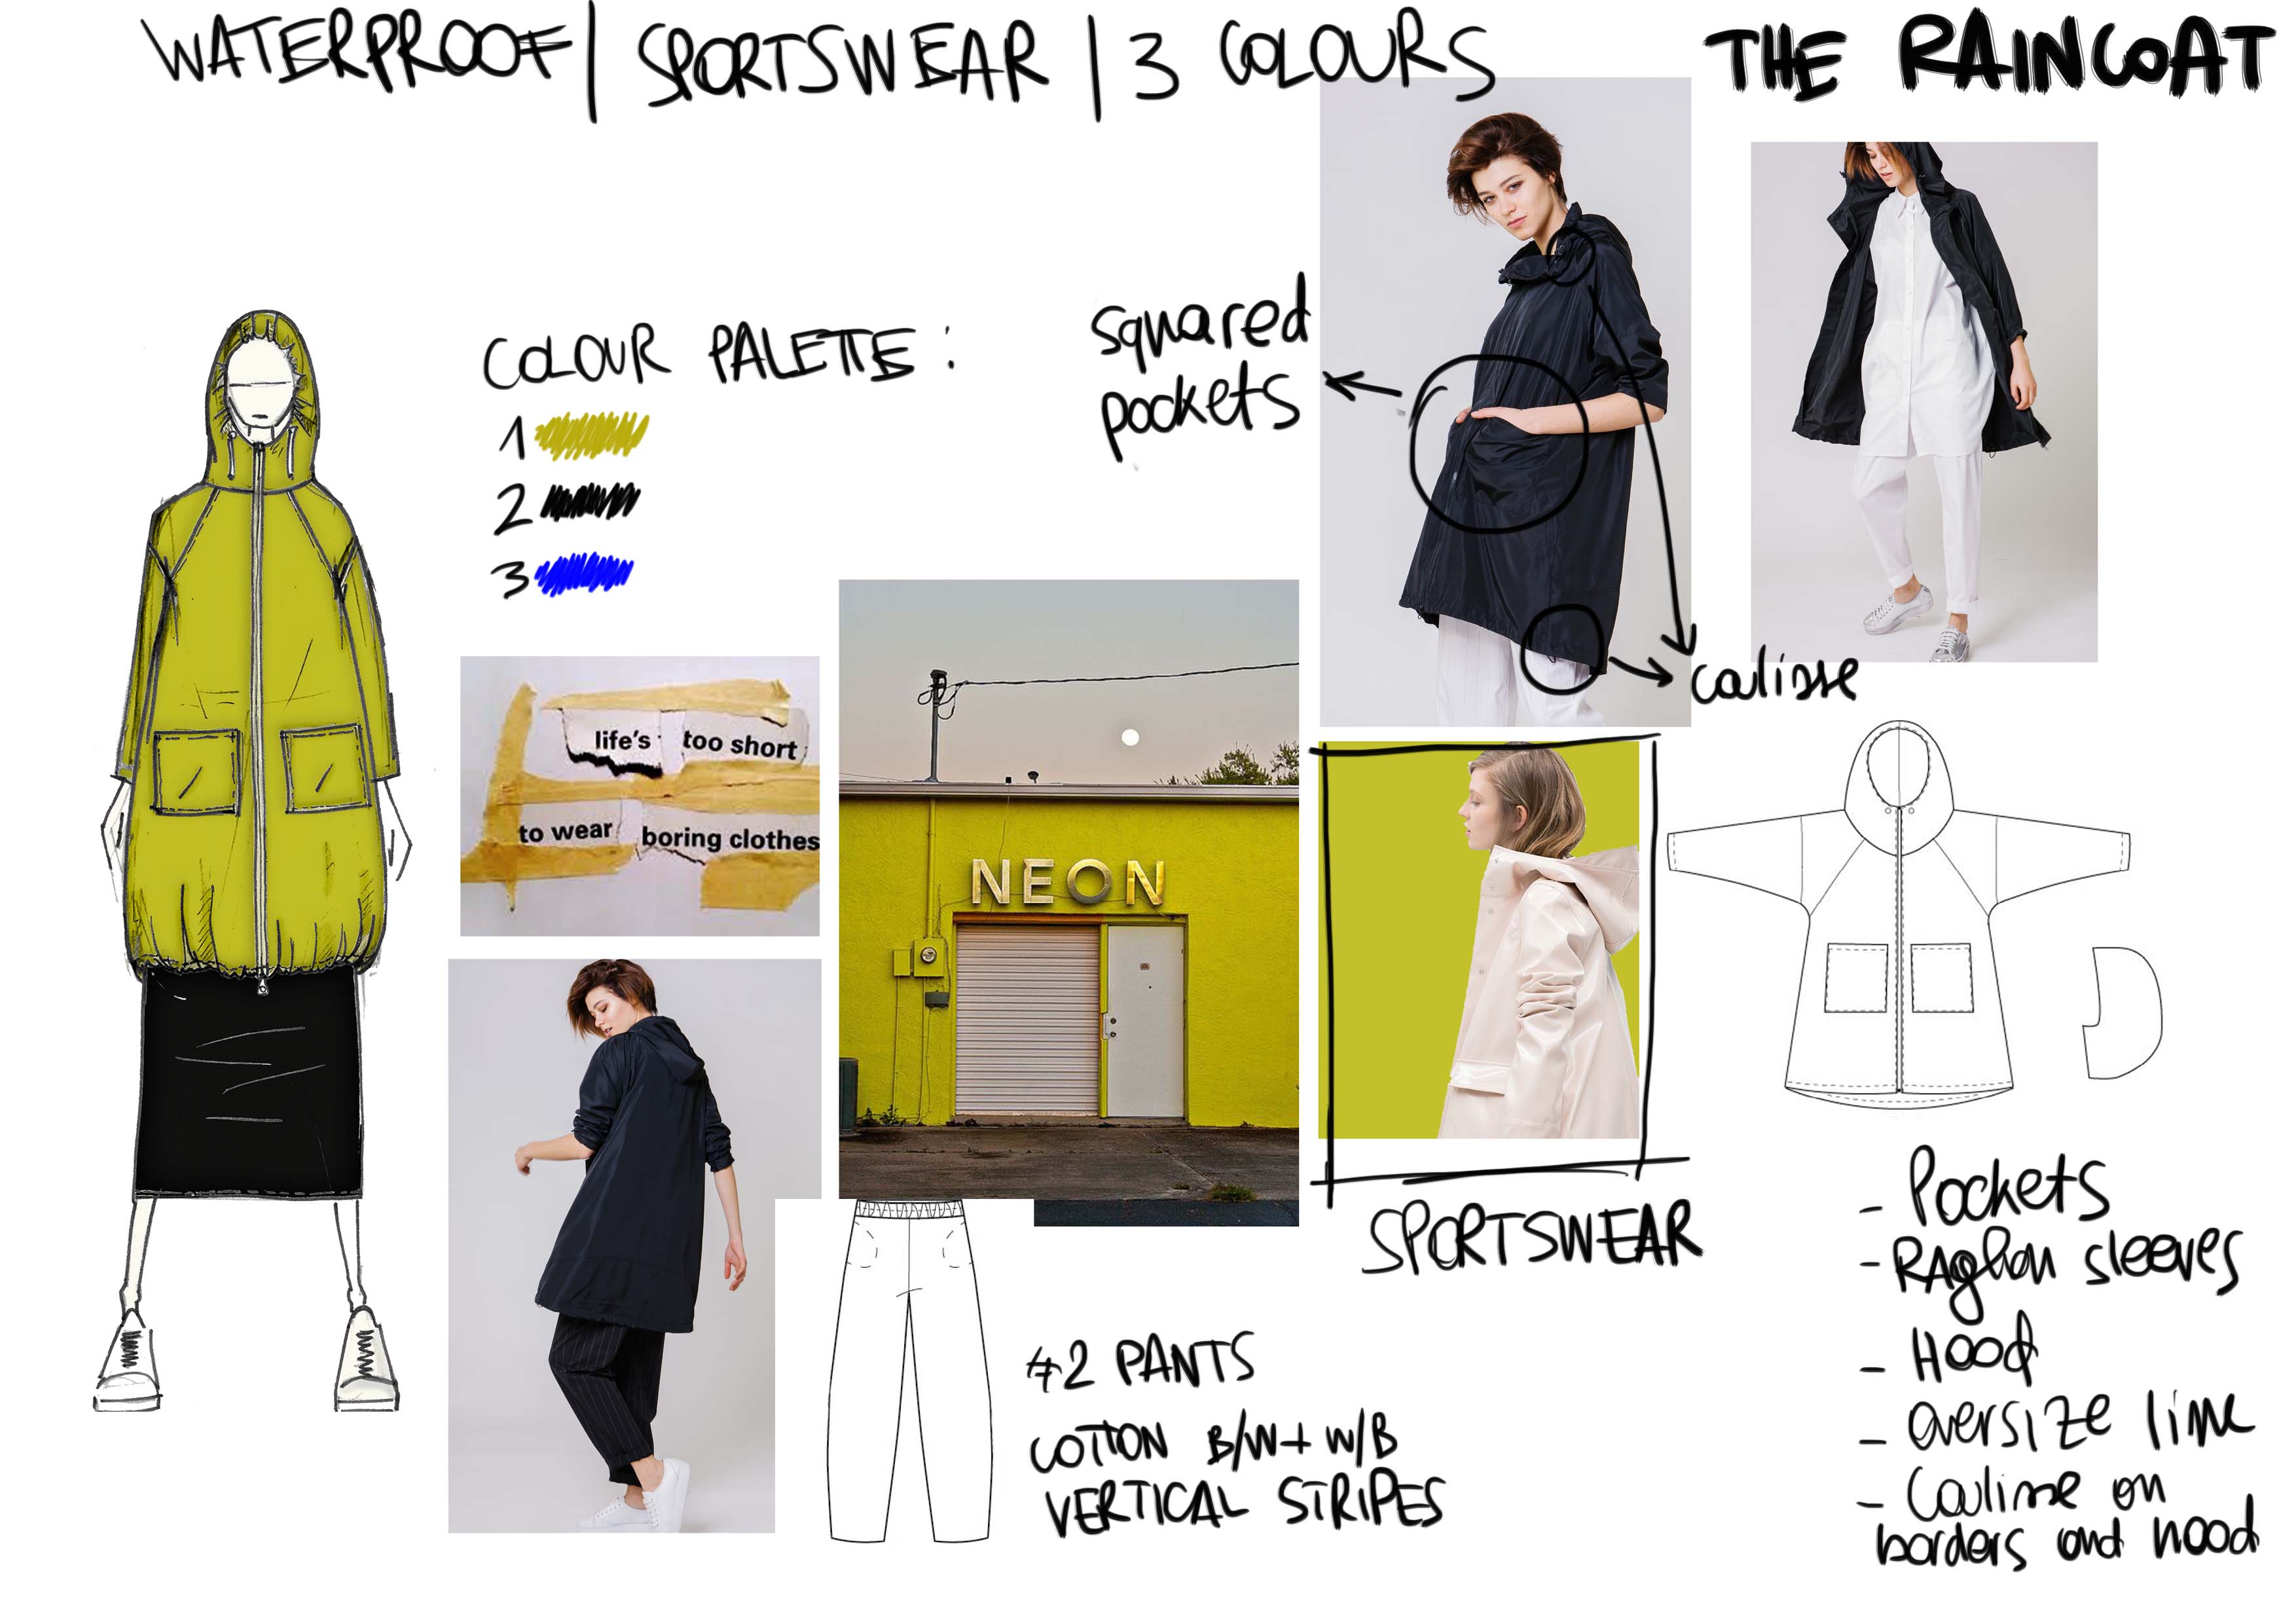 WATERPROOF | SPORTSWEAR | 3 COLOURS
THE RAINCOAT
COLOUR PALETTE :
1
2
3
squared
pockets
coulisse
life's too short
to wear boring clothes
NEON
SPORTSWEAR
#2 PANTS
COTTON B/W + W/B
VERTICAL STRIPES
- Pockets
- RAglan sleeves
- Hood
- oversize line
- Coulisse on
borders and hood